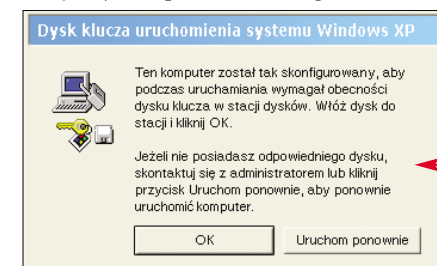 Dysk klucza uruchomienia systemu Windows XP
Ten komputer został tak skonfigurowany, aby
podczas uruchamiania wymagał obecności
dysku klucza w stacji dysków. Włóż dysk do
stacji i kliknij OK.
Jeżeli nie posiadasz odpowiedniego dysku,
skontaktuj się z administratorem lub kliknij
przycisk Uruchom ponownie, aby ponownie
uruchomić komputer.
OK
Uruchom ponownie